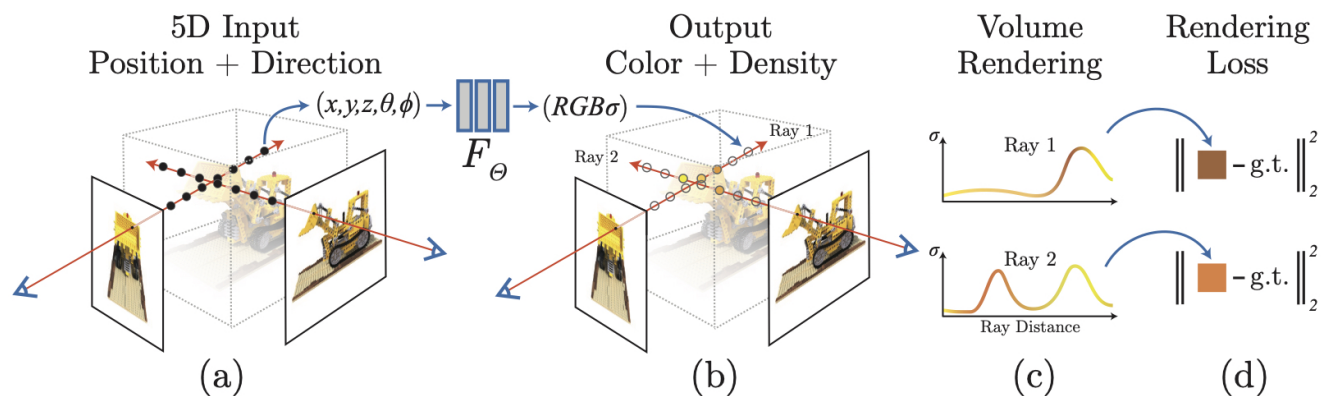 5D Input
Position + Direction
Output
Color + Density
Volume
Rendering
Rendering
Loss
(x,y,z,θ,ϕ)
F_Θ
(RGBσ)
Ray 1
Ray 2
σ
Ray 1
σ
Ray 2
Ray Distance
‖ – g.t. ‖²₂
‖ – g.t. ‖²₂
(a)
(b)
(c)
(d)